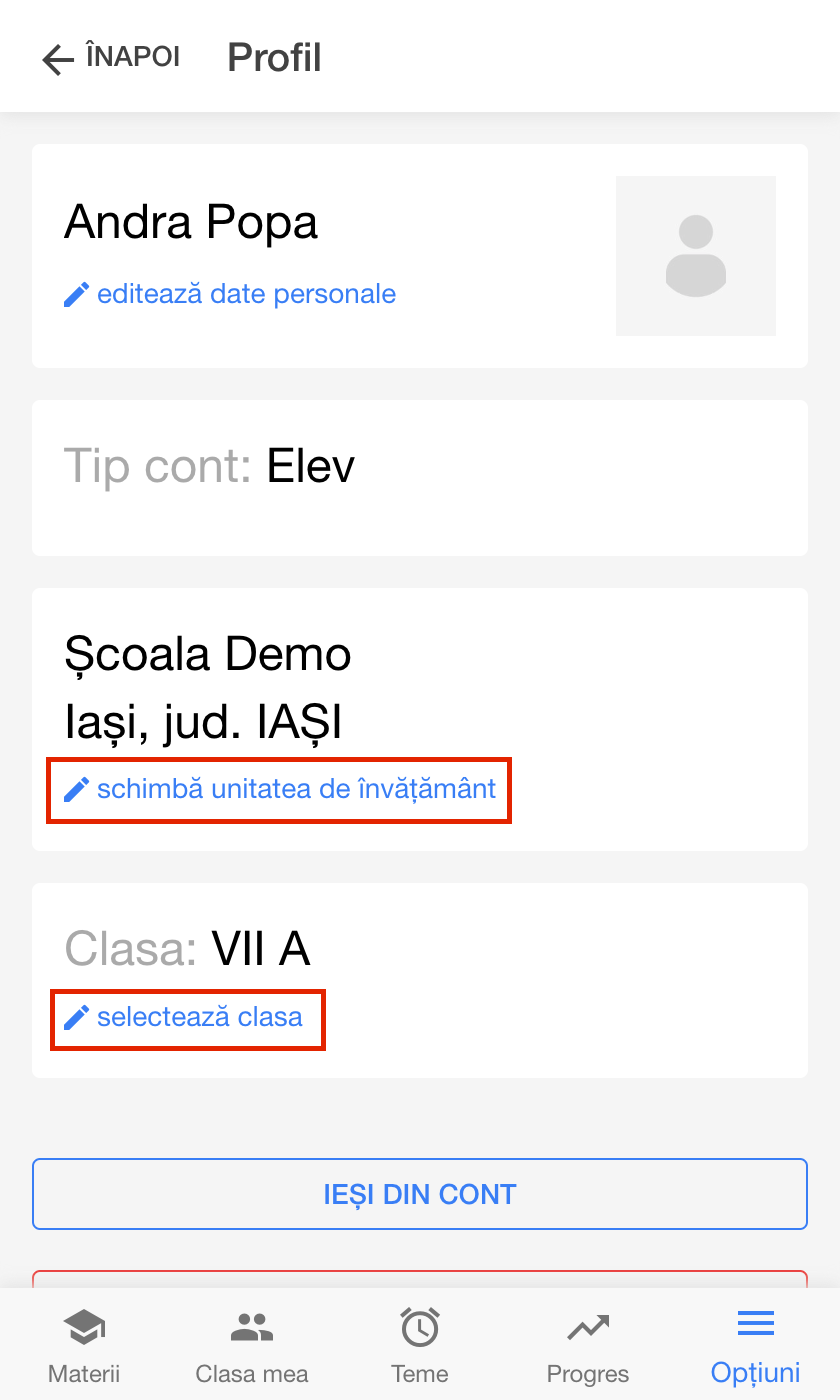 ÎNAPOI Profil
Andra Popa
editează date personale
Tip cont: Elev
Școala Demo
Iași, jud. IAȘI
schimbă unitatea de învățământ
Clasa: VII A
selectează clasa
IEȘI DIN CONT
Materii Clasa mea Teme Progres Opțiuni